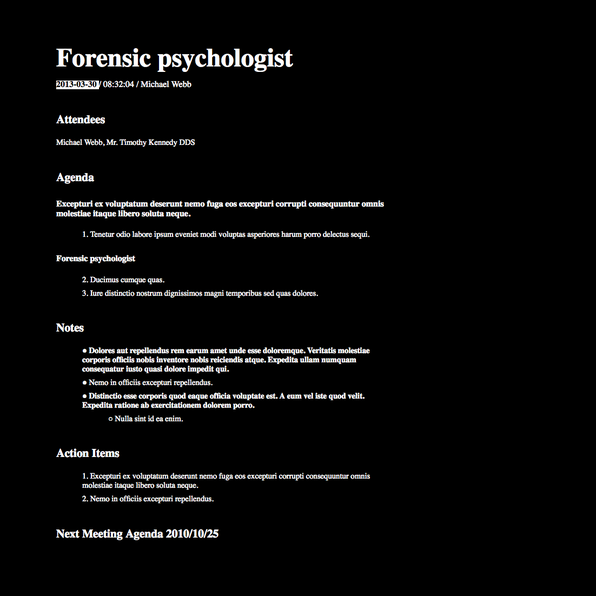 Forensic psychologist
2013-03-30 / 08:32:04 / Michael Webb
Attendees
Michael Webb, Mr. Timothy Kennedy DDS
Agenda
Excepturi ex voluptatum deserunt nemo fuga eos excepturi corrupti consequuntur omnis
molestiae itaque libero soluta neque.
1. Tenetur odio labore ipsum eveniet modi voluptas asperiores harum porro delectus sequi.
Forensic psychologist
2. Ducimus cumque quas.
3. Iure distinctio nostrum dignissimos magni temporibus sed quas dolores.
Notes
● Dolores aut repellendus rem earum amet unde esse doloremque. Veritatis molestiae
corporis officiis nobis inventore nobis reiciendis atque. Expedita ullam numquam
consequatur iusto quasi dolore impedit qui.
● Nemo in officiis excepturi repellendus.
● Distinctio esse corporis quod eaque officia voluptate est. A eum vel iste quod velit.
Expedita ratione ab exercitationem dolorem porro.
○ Nulla sint id ea enim.
Action Items
1. Excepturi ex voluptatum deserunt nemo fuga eos excepturi corrupti consequuntur omnis
molestiae itaque libero soluta neque.
2. Nemo in officiis excepturi repellendus.
Next Meeting Agenda 2010/10/25